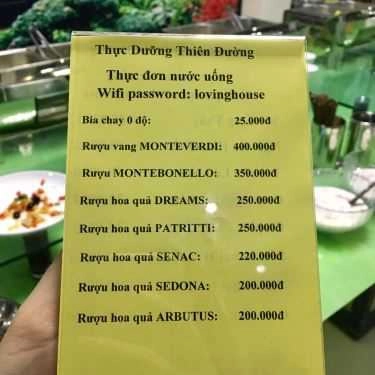 Thực Dưỡng Thiên Đường
Thực đơn nước uống
Wifi password: lovinghouse
Bia chay 0 độ: 25.000đ
Rượu vang MONTEVERDI: 400.000đ
Rượu MONTEBONELLO: 350.000đ
Rượu hoa quả DREAMS: 250.000đ
Rượu hoa quả PATRITTI: 250.000đ
Rượu hoa quả SENAC: 220.000đ
Rượu hoa quả SEDONA: 200.000đ
Rượu hoa quả ARBUTUS: 200.000đ